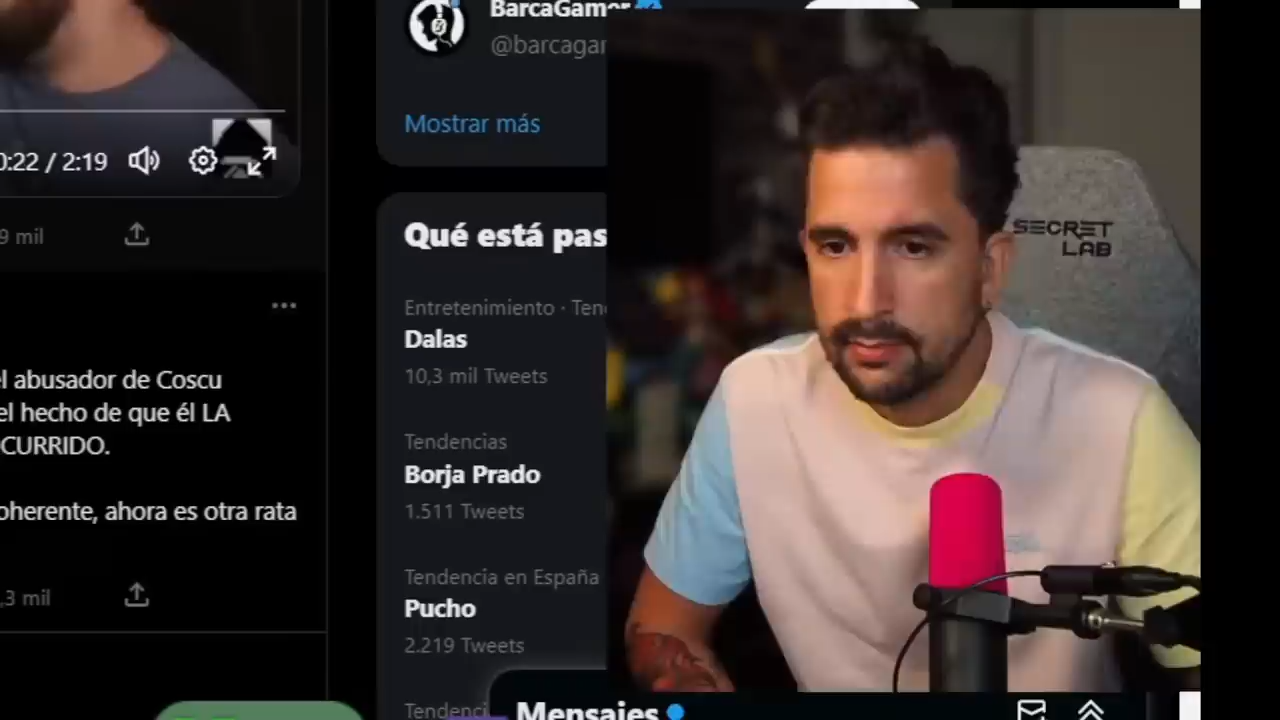 BarcaGamer
@barcagar
Mostrar más
0:22 / 2:19
9 mil
Qué está pas
Entretenimiento · Ten
Dalas
10,3 mil Tweets
el abusador de Coscu
el hecho de que él LA
CURRIDO.
oherente, ahora es otra rata
,3 mil
Tendencias
Borja Prado
1.511 Tweets
Tendencia en España
Pucho
2.219 Tweets
Tendenci
Mensajes
SECRET
LAB